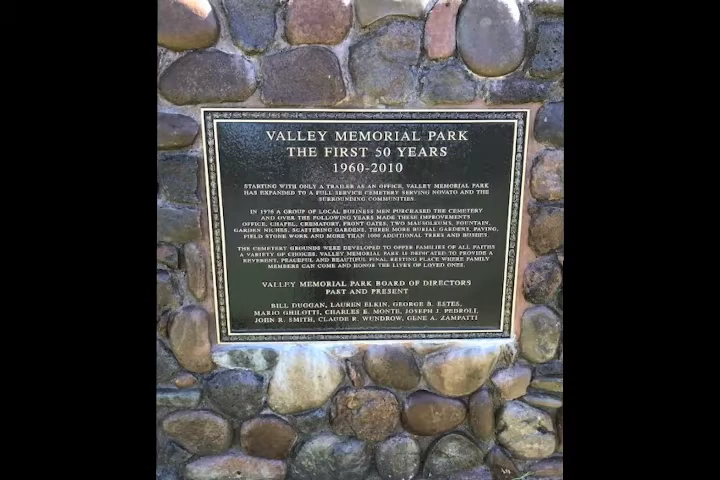 VALLEY MEMORIAL PARK
THE FIRST 50 YEARS
1960-2010
STARTING WITH ONLY A TRAILER AS AN OFFICE, VALLEY MEMORIAL PARK
HAS EXPANDED TO A FULL SERVICE CEMETERY SERVING NOVATO AND THE
SURROUNDING COMMUNITIES.
IN 1976 A GROUP OF LOCAL BUSINESS MEN PURCHASED THE CEMETERY
AND OVER THE FOLLOWING YEARS MADE THESE IMPROVEMENTS
OFFICE, CHAPEL, CREMATORY, FRONT GATES, TWO MAUSOLEUMS, FOUNTAIN,
GARDEN NICHES, SCATTERING GARDENS, THREE MORE BURIAL GARDENS, PAVING,
FIELD STONE WORK AND MORE THAN 1000 ADDITIONAL TREES AND BUSHES.
THE CEMETERY GROUNDS WERE DEVELOPED TO OFFER FAMILIES OF ALL FAITHS
A VARIETY OF CHOICES. VALLEY MEMORIAL PARK IS DEDICATED TO PROVIDE A
REVERENT, PEACEFUL AND BEAUTIFUL FINAL RESTING PLACE WHERE FAMILY
MEMBERS CAN COME AND HONOR THE LIVES OF LOVED ONES.
VALLEY MEMORIAL PARK BOARD OF DIRECTORS
PAST AND PRESENT
BILL DUGGAN, LAUREN ELKIN, GEORGE B. ESTES,
MARIO GHILOTTI, CHARLES E. MONTE, JOSEPH J. PEDROLI,
JOHN R. SMITH, CLAUDE R. WUNDROW, GENE A. ZAMPATTI